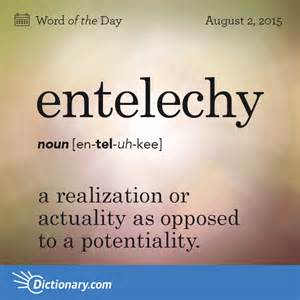 Word of the Day
August 2, 2015
entelechy
noun [en-tel-uh-kee]
a realization or
actuality as opposed
to a potentiality.
Dictionary.com